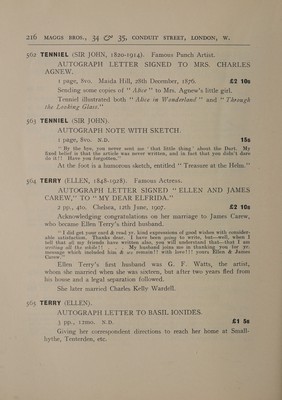 216 MAGGS BROS., 34 & 35, CONDUIT STREET, LONDON, W.
562 TENNIEL (SIR JOHN, 1820-1914). Famous Punch Artist.
AUTOGRAPH LETTER SIGNED TO MRS. CHARLES
AGNEW.
1 page, 8vo. Manila Hill, 28th December, 1876. £2 10s
Sending some copies of " Alice " to Mrs. Agnew's little girl.
Tenniel illustrated both " Alice in Wonderland " and " Through
the Looking Glass."
563 TENNIEL (SIR JOHN).
AUTOGRAPH NOTE WITH SKETCH.
1 page, 8vo. N.D. 15s
" By the bye, you never sent me ' that little thing ' about the Dart. My
fixed belief is that the article was never written, and in fact that you didn't dare
do it!! Have you forgotten."
At the foot is a humorous sketch, entitled " Treasure at the Helm."
564 TERRY (ELLEN, 1848-1928). Famous Actress.
AUTOGRAPH LETTER SIGNED " ELLEN AND JAMES
CAREW," TO " MY DEAR ELFRIDA."
2 pp., 4to. Chelsea, 12th June, 1907. £2 10s
Acknowledging congratulations on her marriage to James Carew,
who became Ellen Terry's third husband.
" I did get your card & read yr. kind expressions of good wishes with consider-
able satisfaction. Thanks dear. I have been going to write, but—well, when I
tell that all my friends have written also, you will understand that—that I am
writing all the while!! . . . My husband joins me in thanking you for yr.
message which included him & we remain!! with love!!! yours Ellen & James
Carew."
Ellen Terry's first husband was G. F. Watts, the artist,
whom she married when she was sixteen, but after two years fled from
his house and a legal separation followed.
She later married Charles Kelly Wardell.
565 TERRY (ELLEN).
AUTOGRAPH LETTER TO BASIL IONIDES.
3 pp., 12mo. N.D. £1 5s
Giving her correspondent directions to reach her home at Small-
hythe, Tenterden, etc.